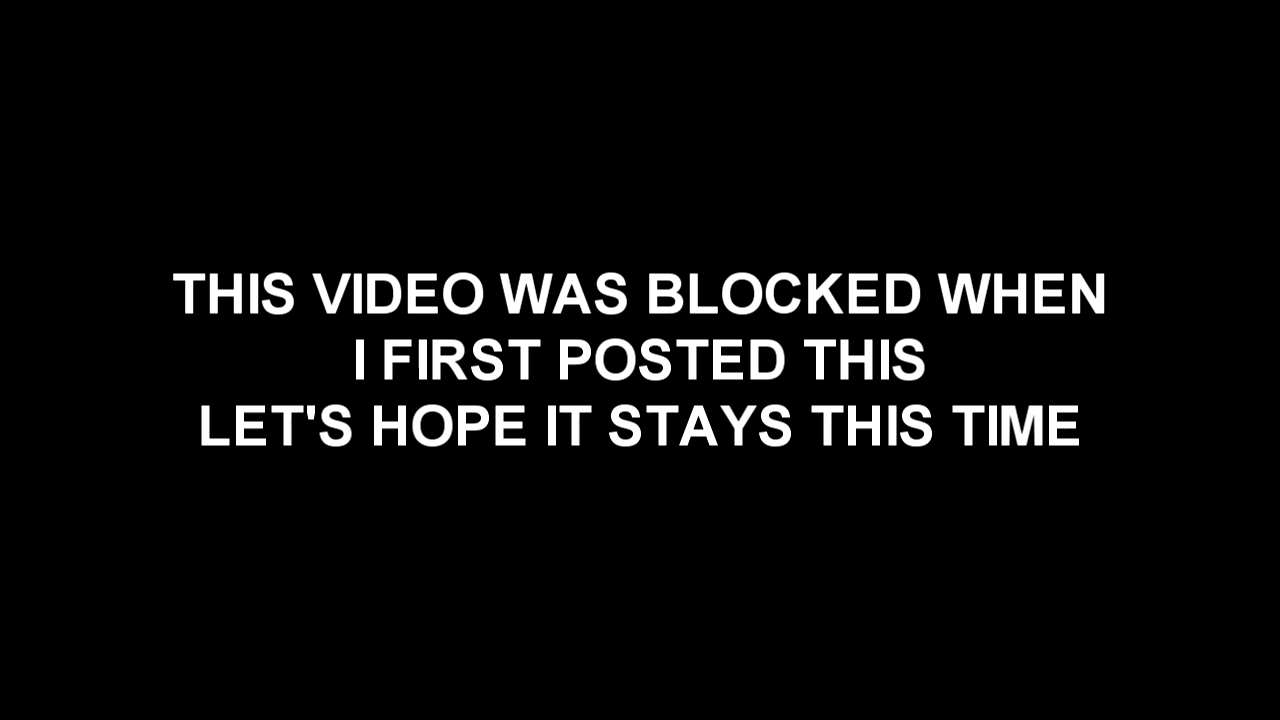 THIS VIDEO WAS BLOCKED WHEN
I FIRST POSTED THIS
LET'S HOPE IT STAYS THIS TIME